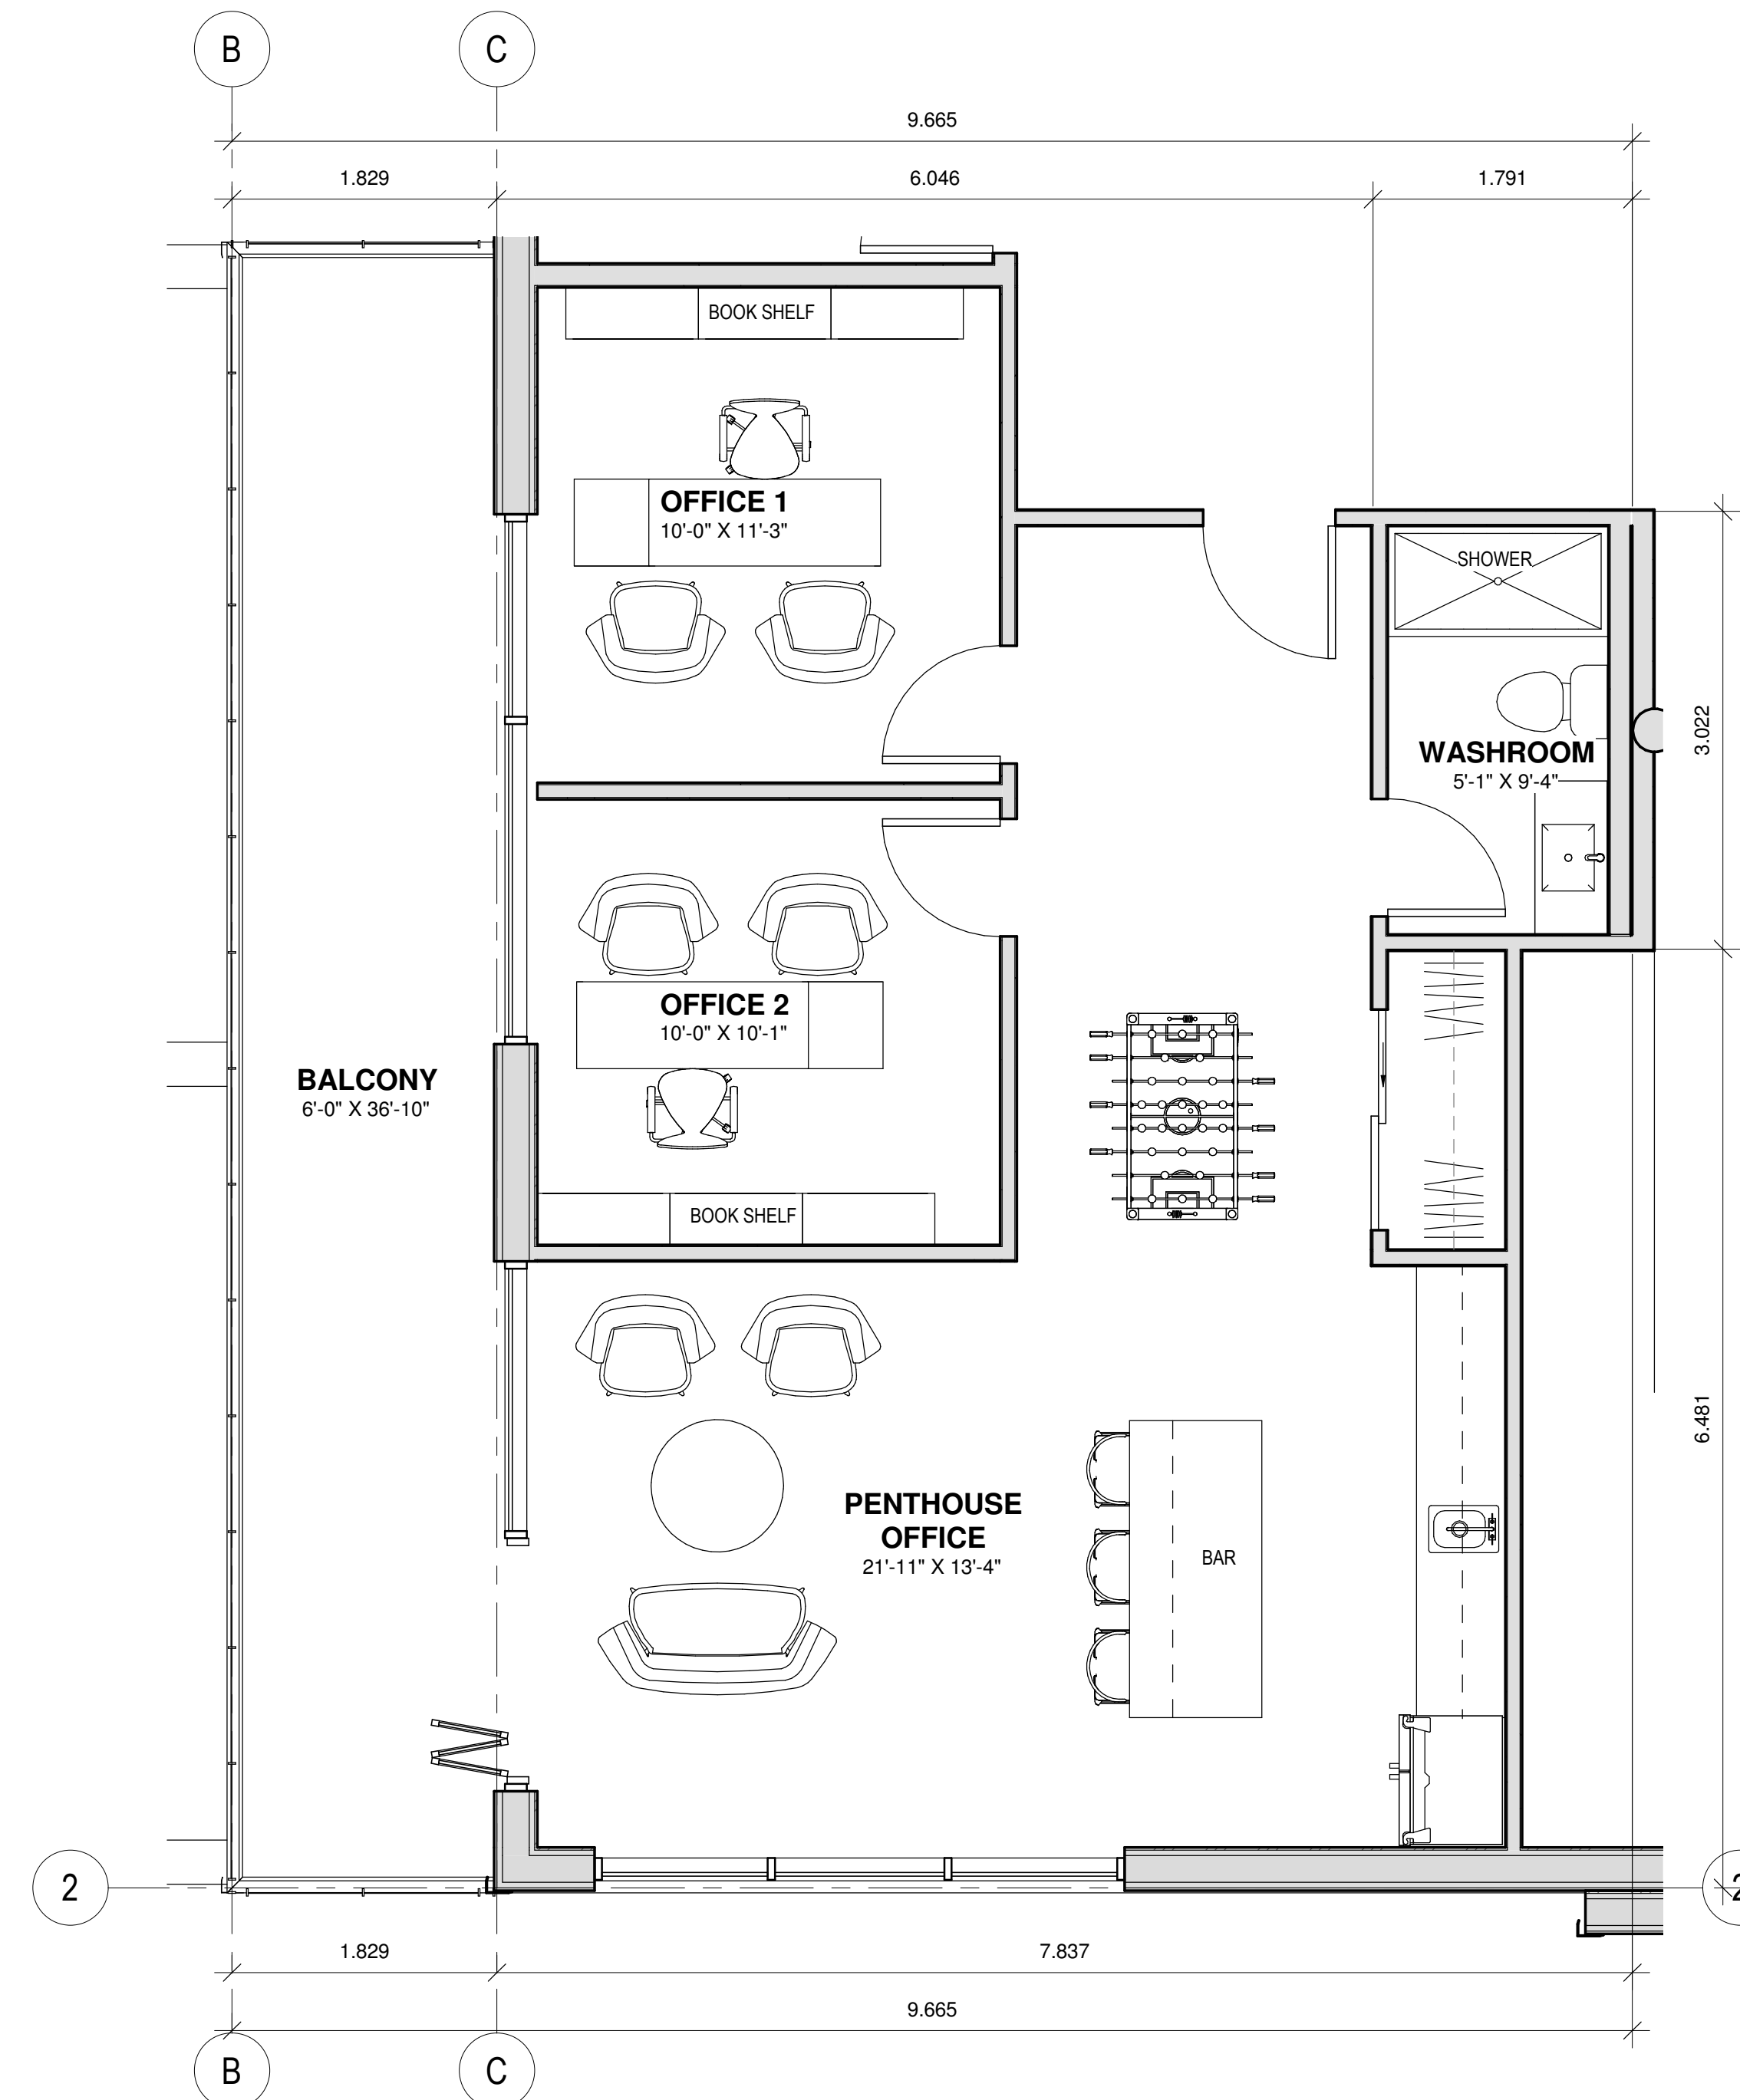 B
C
9.665
1.829
6.046
1.791
BOOK SHELF
OFFICE 1
10'-0" X 11'-3"
SHOWER
3.022
WASHROOM
5'-1" X 9'-4"
OFFICE 2
10'-0" X 10'-1"
BALCONY
6'-0" X 36'-10"
BOOK SHELF
6.481
PENTHOUSE
OFFICE
21'-11" X 13'-4"
BAR
2
2
1.829
7.837
9.665
B
C